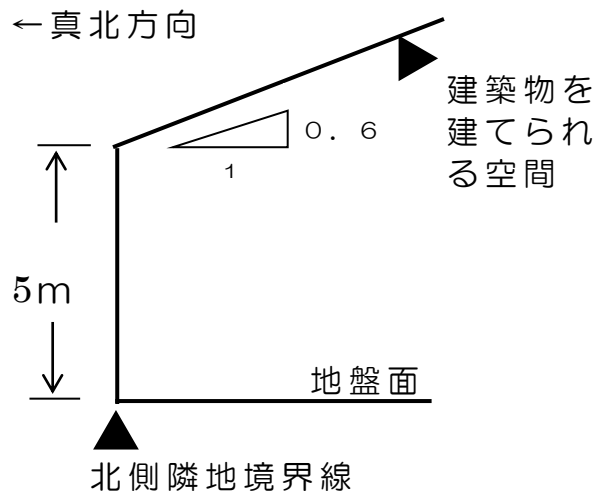 ←真北方向
建築物を
建てられ
る空間
０．６
1
5m
地盤面
北側隣地境界線